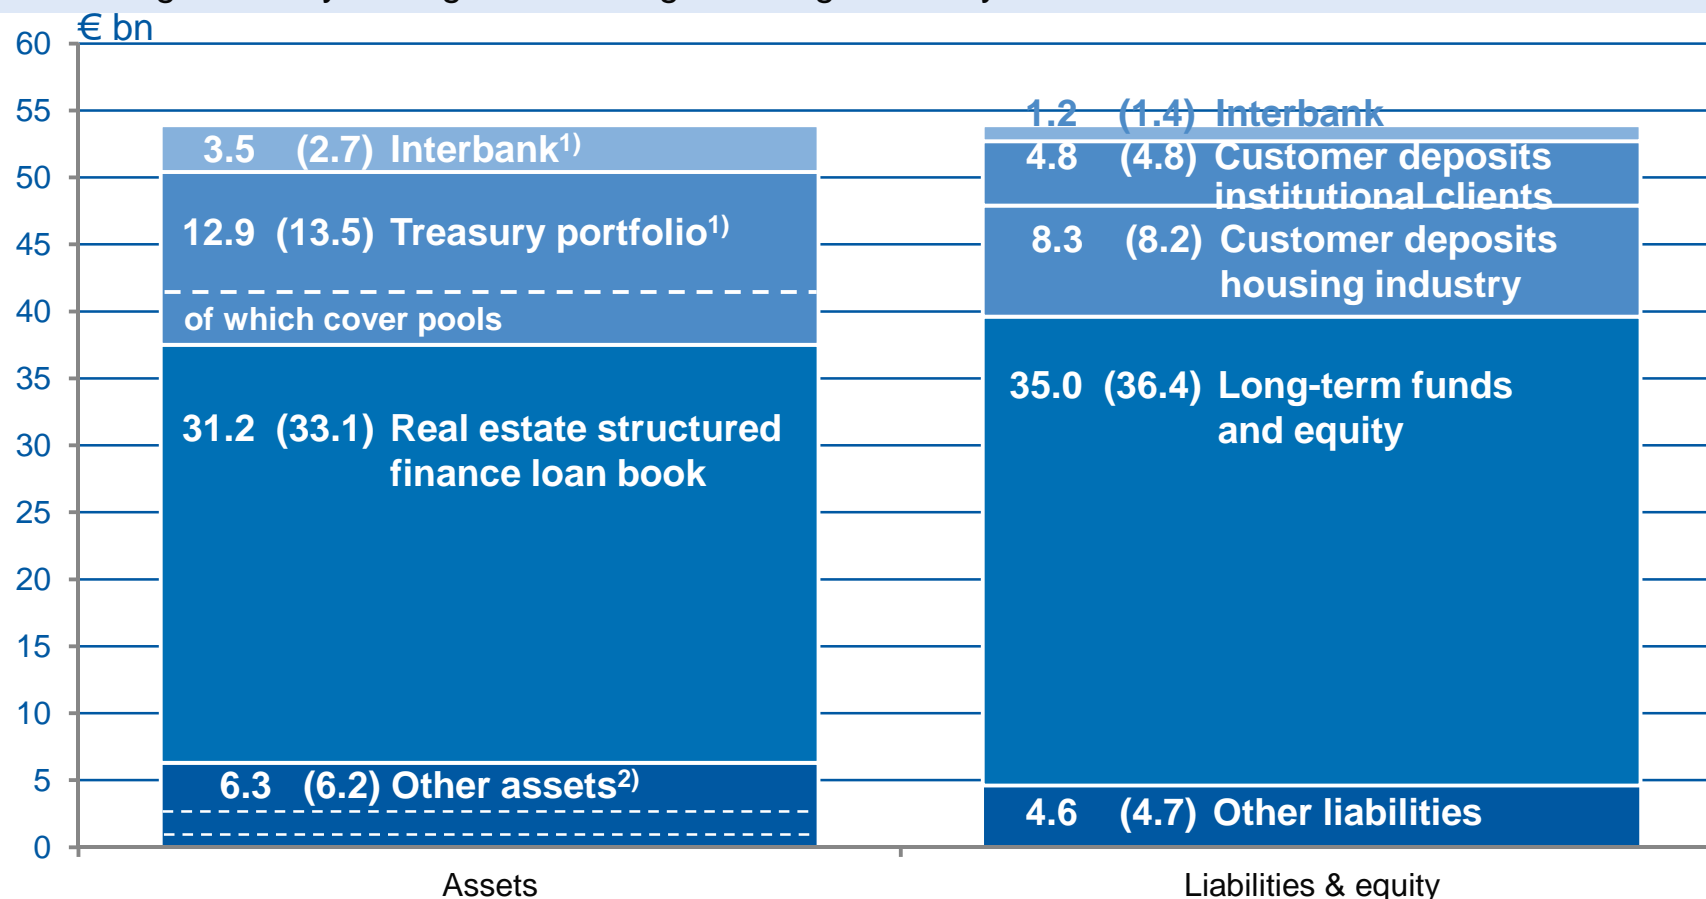 € bn
60
55
50
45
40
35
30
25
20
15
10
5
0
3.5 (2.7) Interbank1)
12.9 (13.5) Treasury portfolio1)
of which cover pools
31.2 (33.1) Real estate structured
finance loan book
6.3 (6.2) Other assets2)
1.2 (1.4) Interbank
4.8 (4.8) Customer deposits
institutional clients
8.3 (8.2) Customer deposits
housing industry
35.0 (36.4) Long-term funds
and equity
4.6 (4.7) Other liabilities
Assets
Liabilities & equity